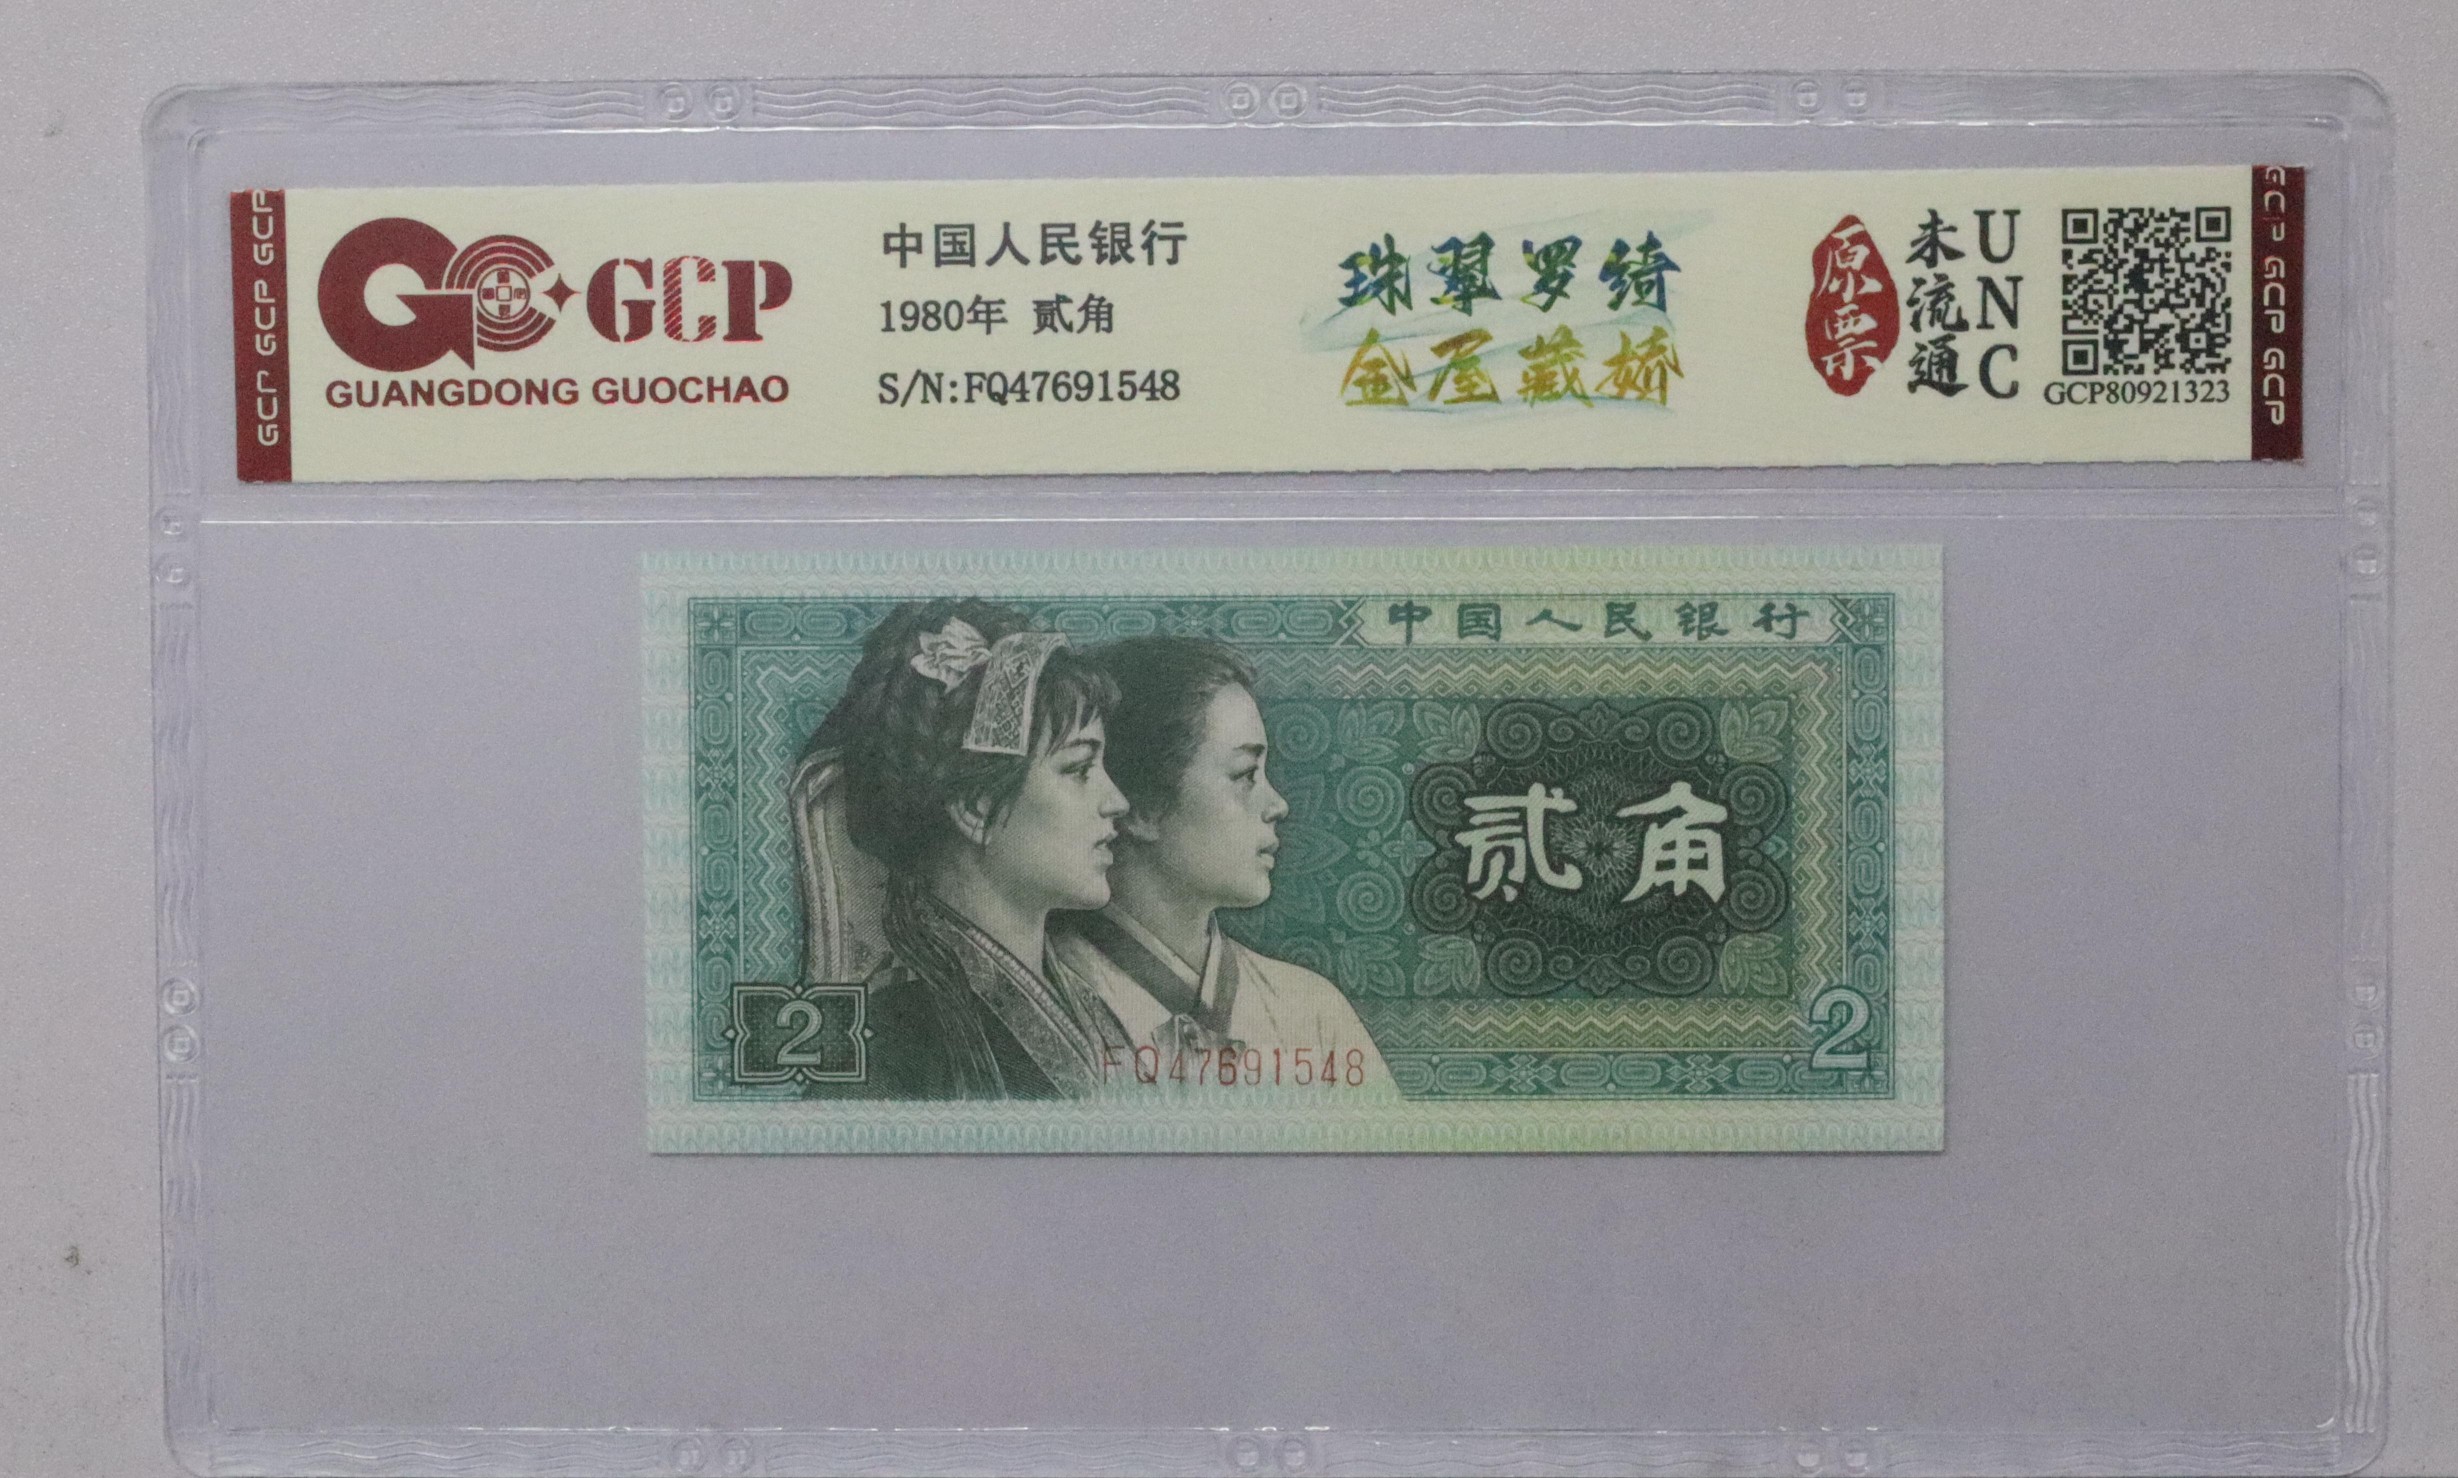 GCP GCP GCP
GCP
GUANGDONG GUOCHAO
中国人民银行
1980年 贰角
S/N:FQ47691548
珠翠罗绮
金屋藏娇
原票
未流通
UNC
GCP80921323
GCP GCP GCP
中国人民银行
贰角
2
2
FQ47691548